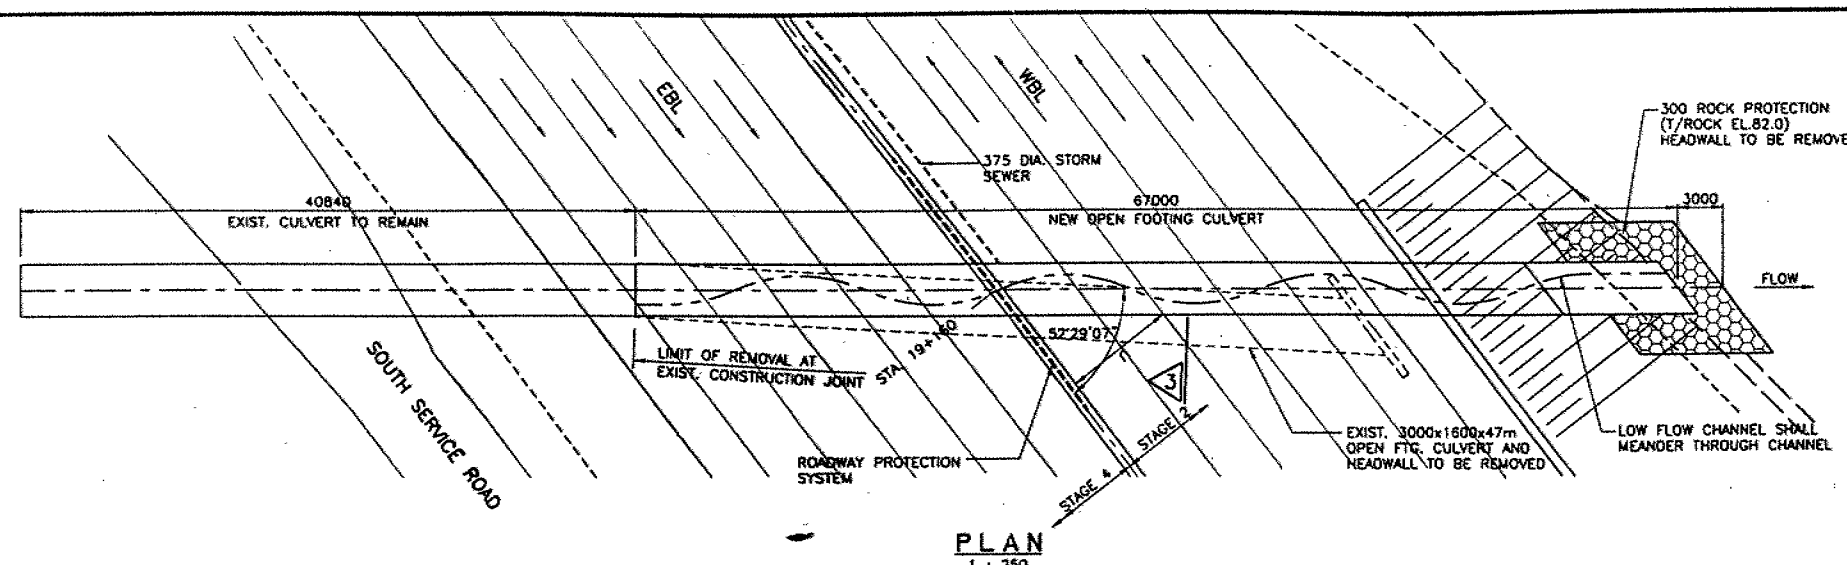 EBL
WBL
300 ROCK PROTECTION
(T/ROCK EL.82.0)
HEADWALL TO BE REMOVE
375 DIA. STORM
SEWER
40840
EXIST. CULVERT TO REMAIN
67000
NEW OPEN FOOTING CULVERT
3000
FLOW
52°29'07"
STA. 19+160
LIMIT OF REMOVAL AT
EXIST. CONSTRUCTION JOINT
3
SOUTH SERVICE ROAD
STAGE 2
STAGE 4
ROADWAY PROTECTION
SYSTEM
EXIST. 3000x1600x47m
OPEN FTG. CULVERT AND
HEADWALL TO BE REMOVED
LOW FLOW CHANNEL SHALL
MEANDER THROUGH CHANNEL
PLAN
1 : 250